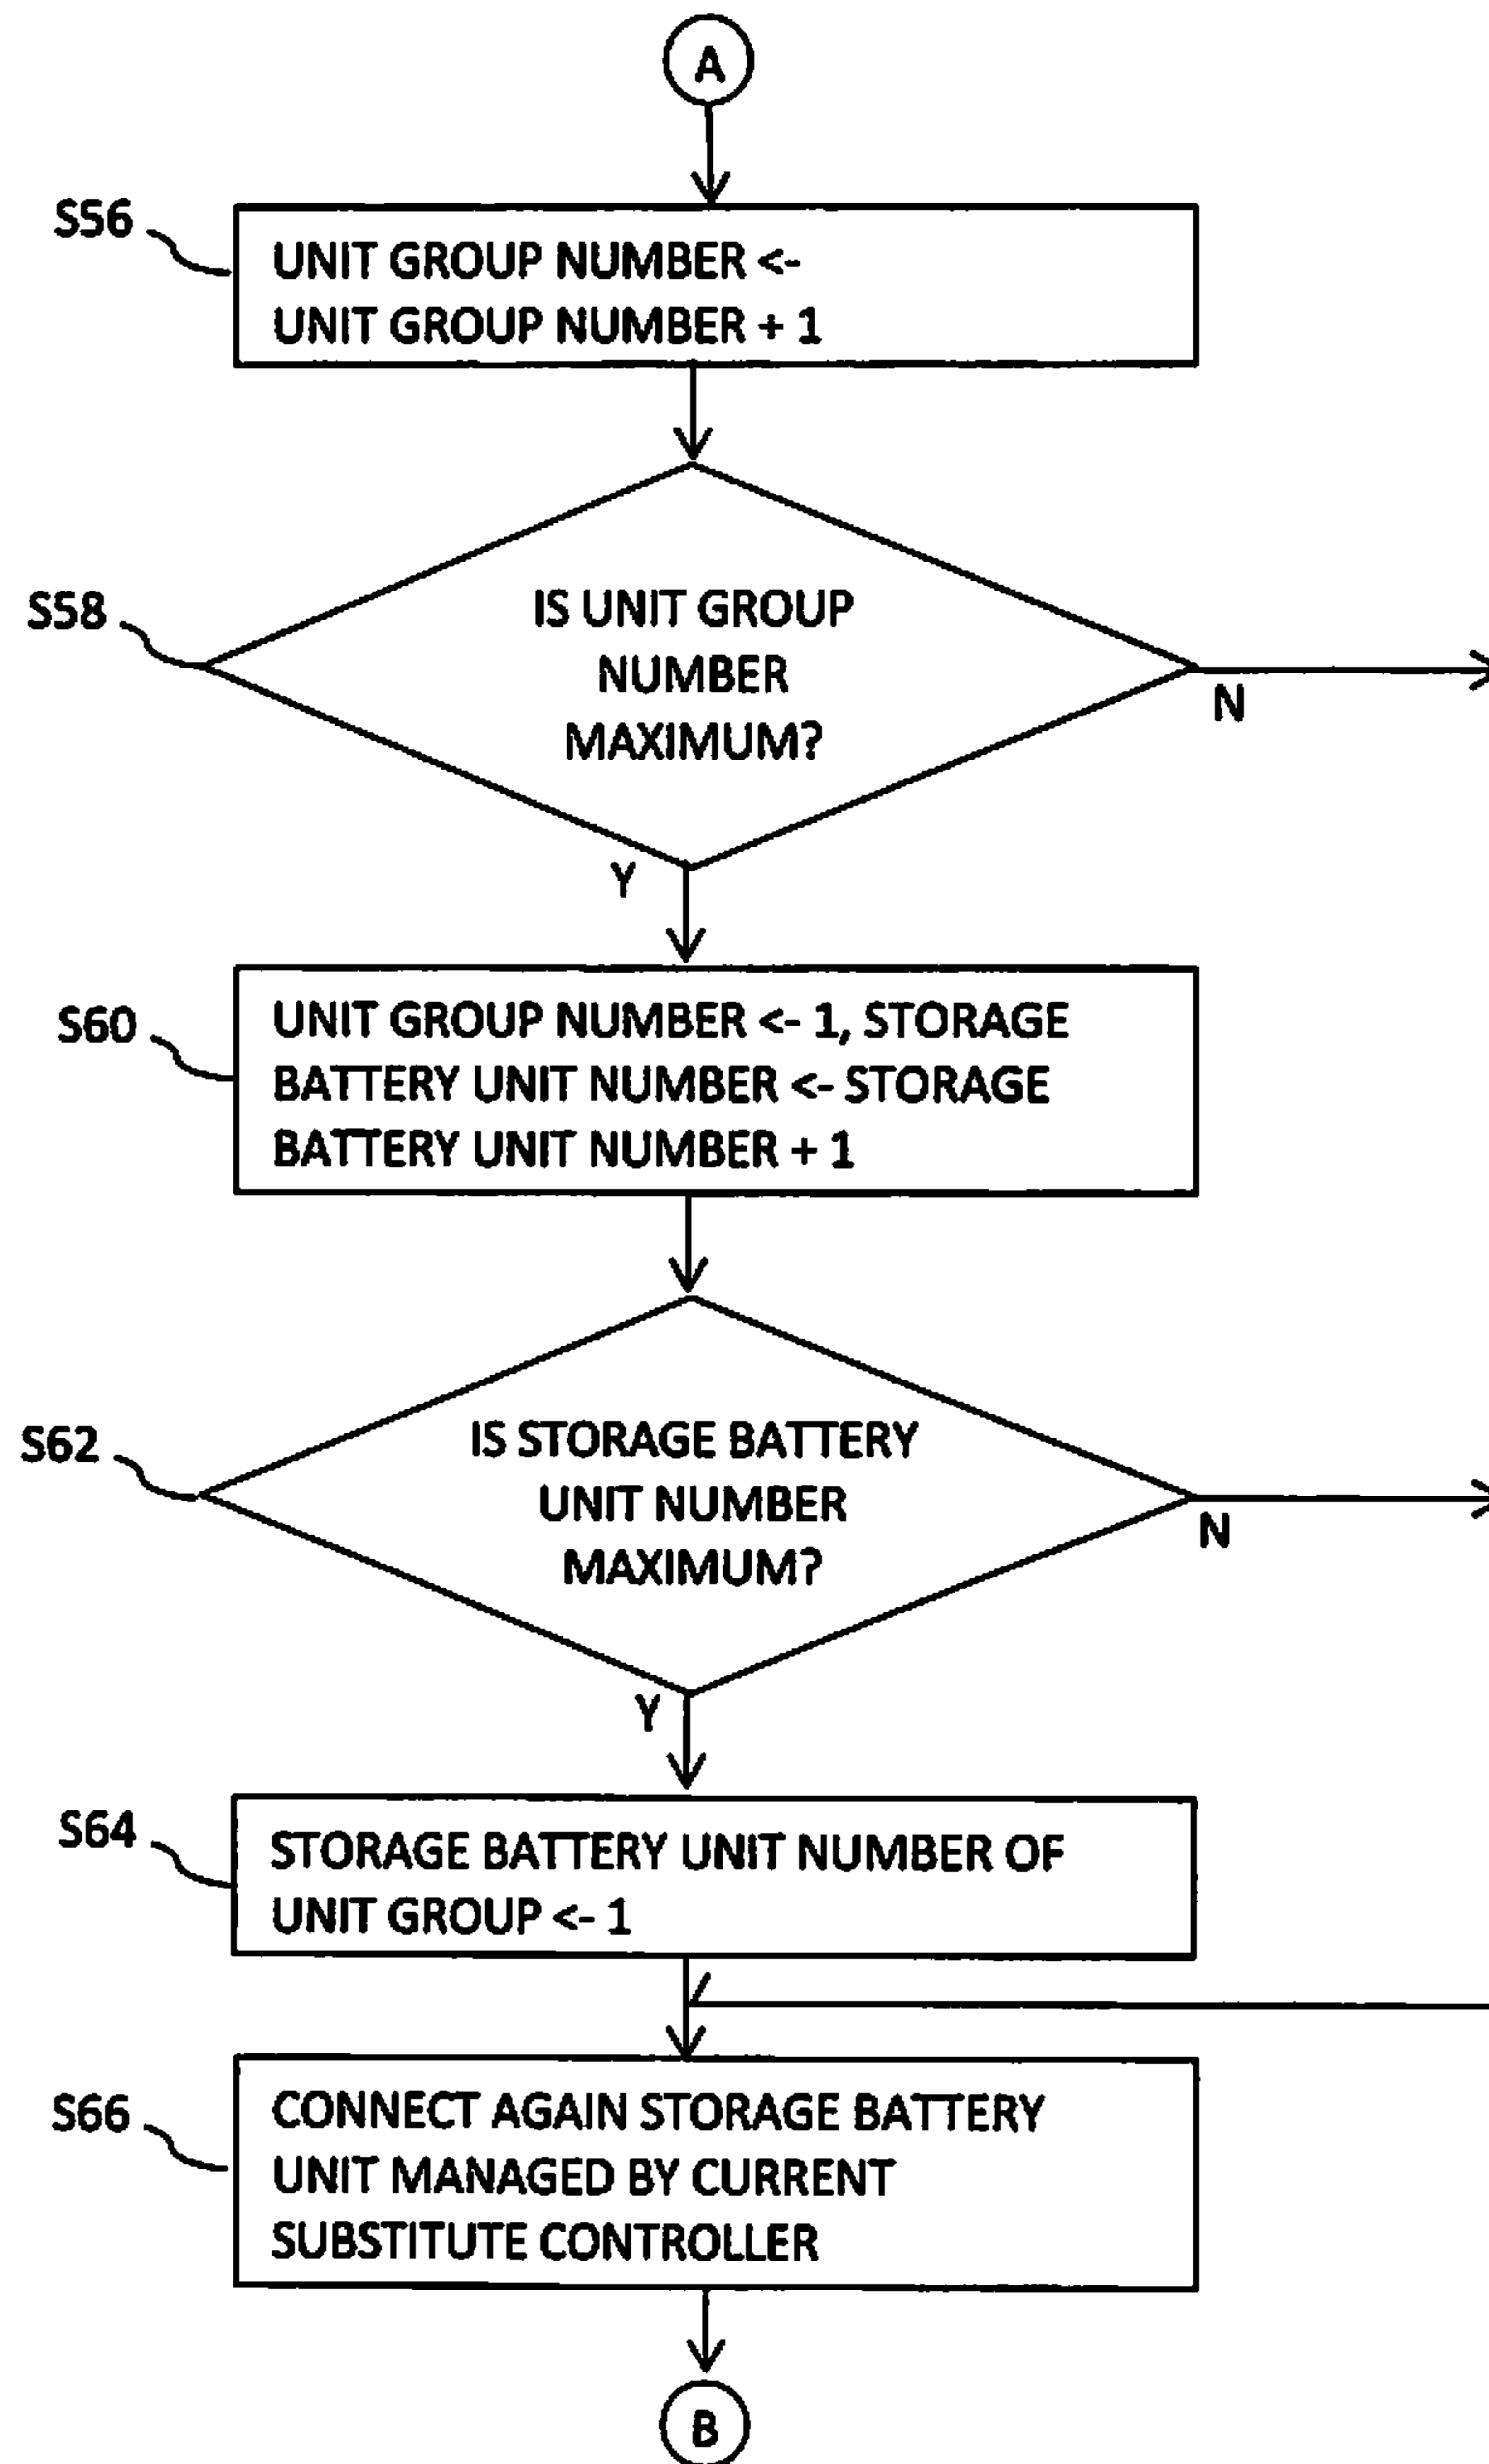 A
S56
UNIT GROUP NUMBER <-
UNIT GROUP NUMBER + 1
S58
IS UNIT GROUP
NUMBER
MAXIMUM?
N
Y
S60
UNIT GROUP NUMBER <- 1, STORAGE
BATTERY UNIT NUMBER <- STORAGE
BATTERY UNIT NUMBER + 1
S62
IS STORAGE BATTERY
UNIT NUMBER
MAXIMUM?
N
Y
S64
STORAGE BATTERY UNIT NUMBER OF
UNIT GROUP <- 1
S66
CONNECT AGAIN STORAGE BATTERY
UNIT MANAGED BY CURRENT
SUBSTITUTE CONTROLLER
B